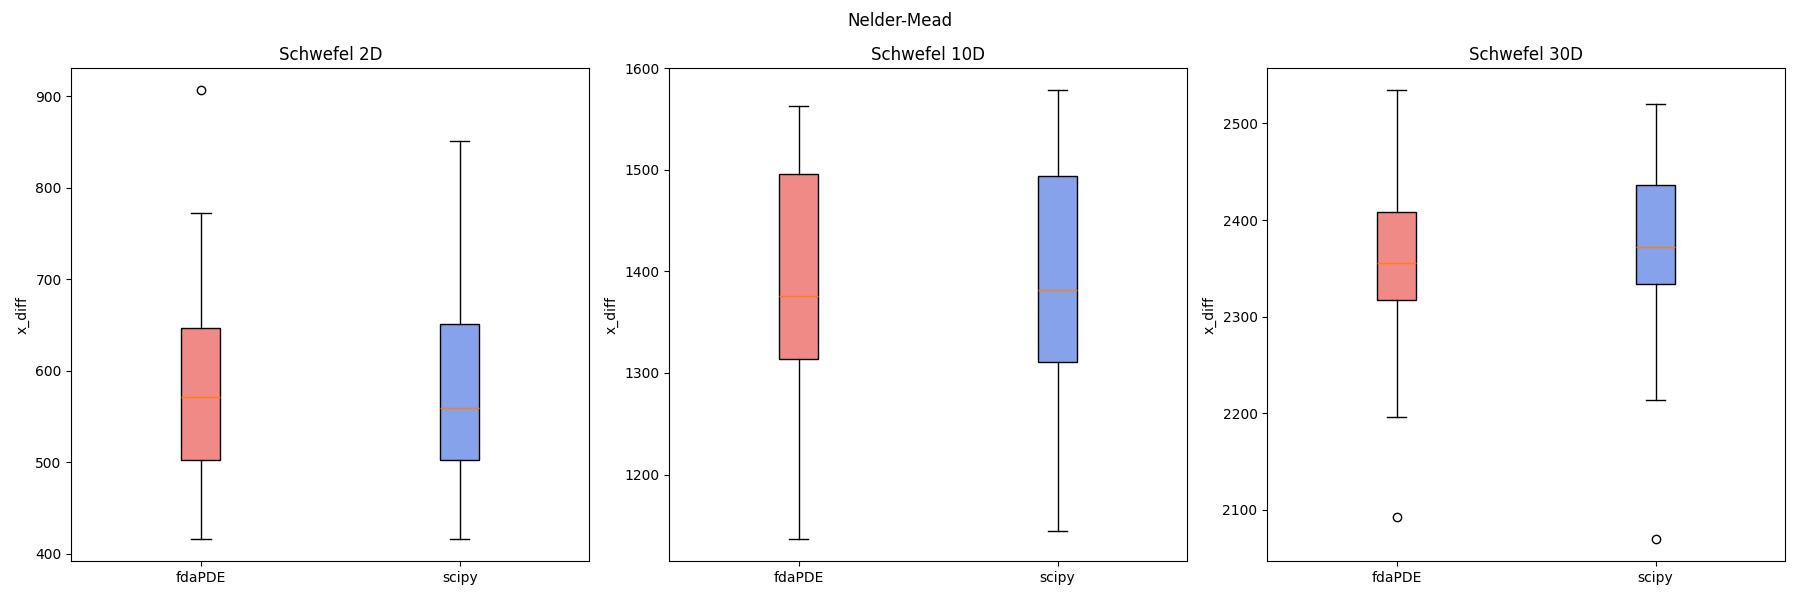 Nelder-Mead
Schwefel 2D
x_diff
900
800
700
600
500
400
fdaPDE
scipy
Schwefel 10D
x_diff
1600
1500
1400
1300
1200
fdaPDE
scipy
Schwefel 30D
x_diff
2500
2400
2300
2200
2100
fdaPDE
scipy